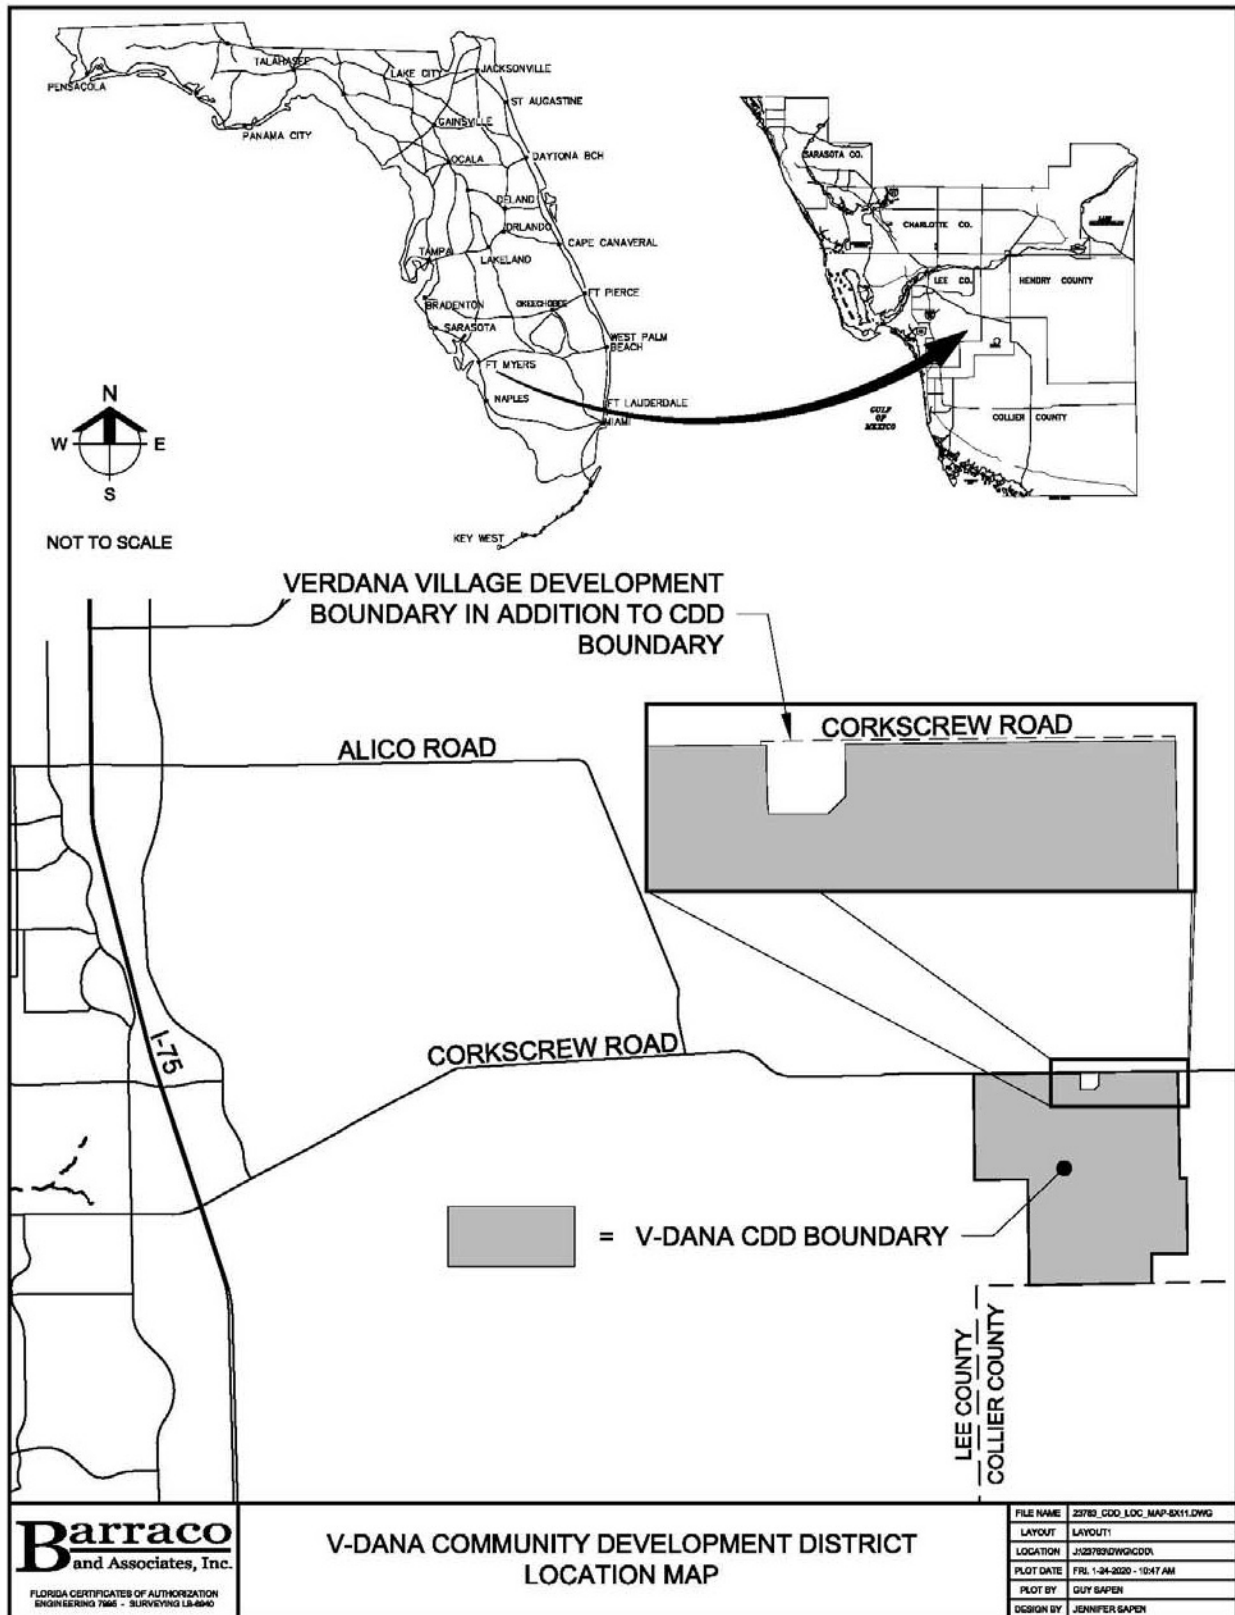 PENSACOLA
TALAHASEE
PANAMA CITY
LAKE CITY
JACKSONVILLE
ST AUGASTINE
GAINSVILLE
OCALA
DAYTONA BCH
DELAND
ORLANDO
CAPE CANAVERAL
TAMPA
LAKELAND
BRADENTON
OKEECHOBEE
FT PIERCE
SARASOTA
WEST PALM
BEACH
FT MYERS
NAPLES
FT LAUDERDALE
MIAMI
KEY WEST
SARASOTA CO.
CHARLOTTE CO.
LEE CO.
HENDRY COUNTY
COLLIER COUNTY
GULF
OF
MEXICO
N
W
E
S
NOT TO SCALE
VERDANA VILLAGE DEVELOPMENT
BOUNDARY IN ADDITION TO CDD
BOUNDARY
CORKSCREW ROAD
ALICO ROAD
I-75
CORKSCREW ROAD
= V-DANA CDD BOUNDARY
LEE COUNTY
COLLIER COUNTY
Barraco
and Associates, Inc.
FLORIDA CERTIFICATES OF AUTHORIZATION
ENGINEERING 7995 - SURVEYING LB-6940
V-DANA COMMUNITY DEVELOPMENT DISTRICT
LOCATION MAP
FILE NAME 23783_CDD_LOC_MAP-8X11.DWG
LAYOUT LAYOUT1
LOCATION J:\23783\DWG\CDD\
PLOT DATE FRI. 1-24-2020 - 10:47 AM
PLOT BY GUY SAPEN
DESIGN BY JENNIFER SAPEN